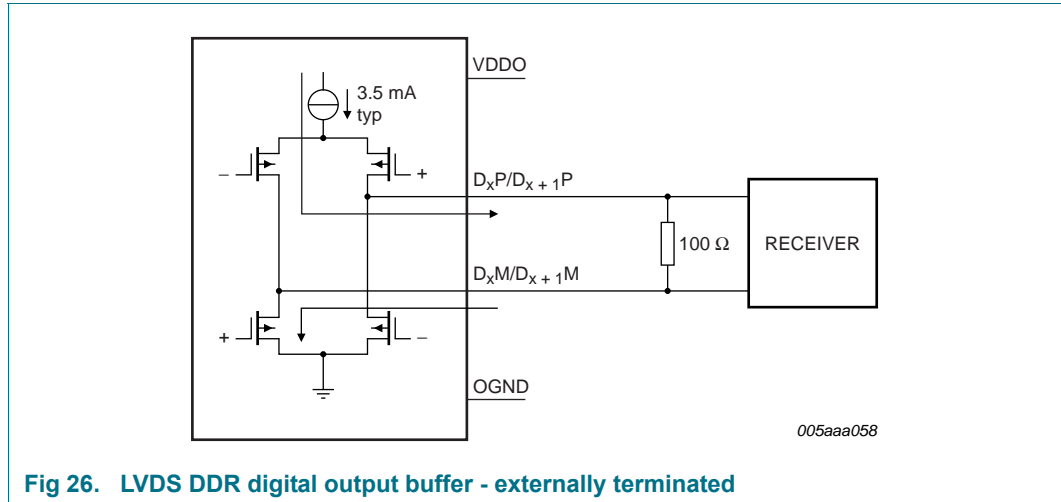 VDDO
3.5 mA
typ
–
+
DxP/Dx + 1P
100 Ω
RECEIVER
DxM/Dx + 1M
+
–
OGND
005aaa058
Fig 26. LVDS DDR digital output buffer - externally terminated